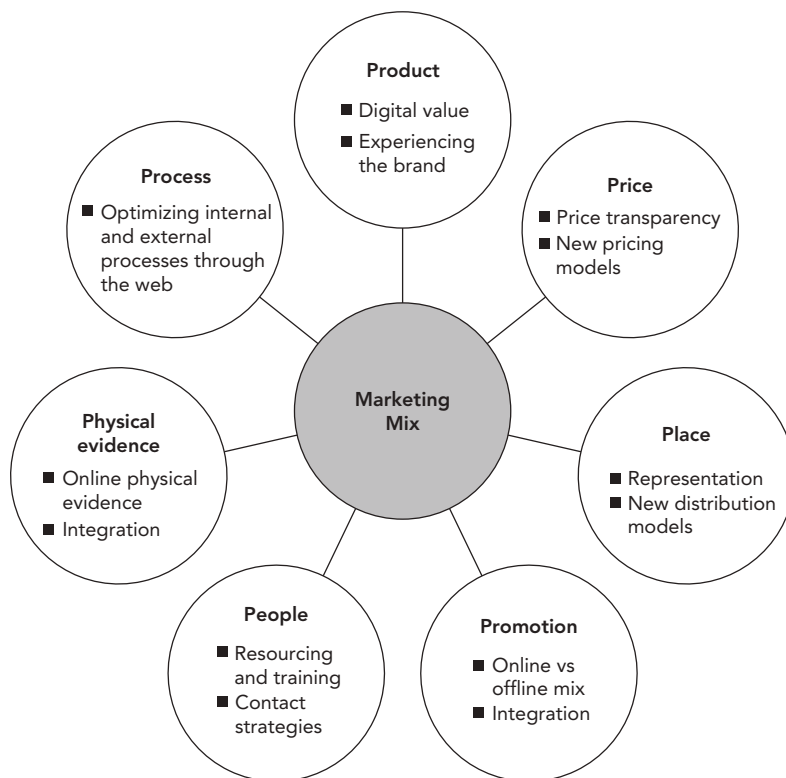 Product
■ Digital value
■ Experiencing
the brand
Price
■ Price transparency
■ New pricing
models
Place
■ Representation
■ New distribution
models
Promotion
■ Online vs
offline mix
■ Integration
People
■ Resourcing
and training
■ Contact
strategies
Physical
evidence
■ Online physical
evidence
■ Integration
Process
■ Optimizing internal
and external
processes through
the web
Marketing
Mix